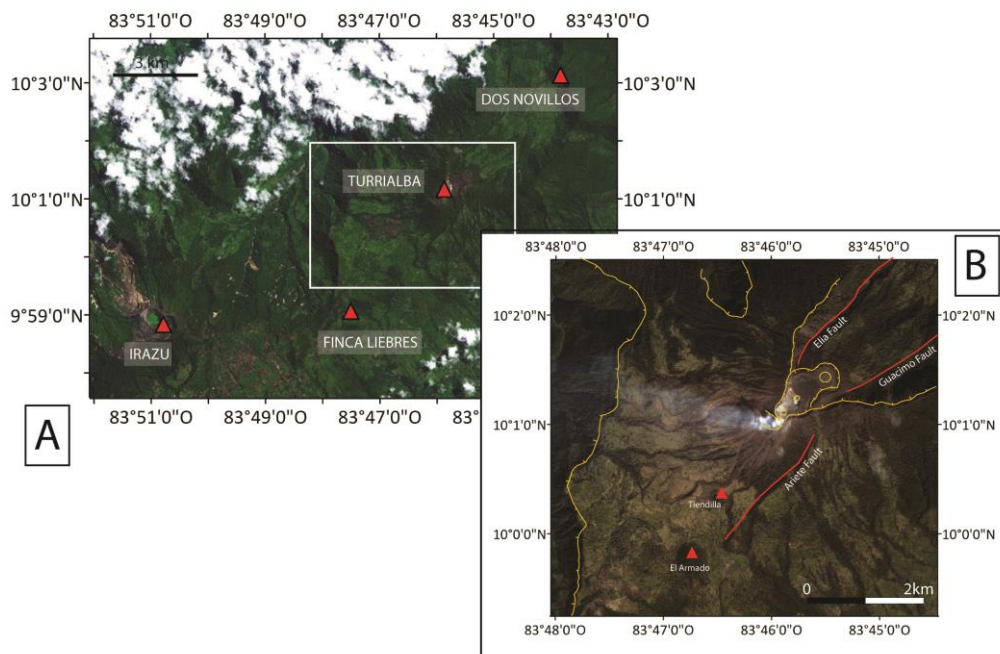 83°51'0"O 83°49'0"O 83°47'0"O 83°45'0"O 83°43'0"O
3 km
10°3'0"N 10°3'0"N
DOS NOVILLOS
TURRIALBA
10°1'0"N 10°1'0"N
9°59'0"N
IRAZU
FINCA LIEBRES
83°51'0"O 83°49'0"O 83°47'0"O
A
83°48'0"O 83°47'0"O 83°46'0"O 83°45'0"O
B
10°2'0"N 10°2'0"N
Elia Fault
Guacimo Fault
10°1'0"N 10°1'0"N
Ariete Fault
Tiendilla
10°0'0"N 10°0'0"N
El Armado
0 2km
83°48'0"O 83°47'0"O 83°46'0"O 83°45'0"O